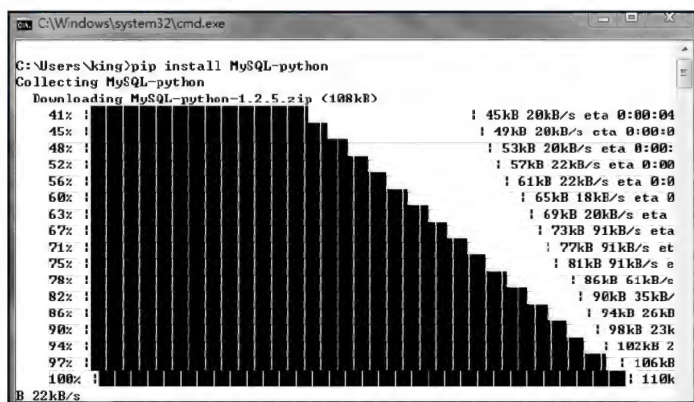 C:\Windows\system32\cmd.exe
C:\Users\king>pip install MySQL-python
Collecting MySQL-python
Downloading MySQL-python-1.2.5.zip (108kB)
41% | | 45kB 20kB/s eta 0:00:04
45% | | 49kB 20kB/s eta 0:00:0
48% | | 53kB 20kB/s eta 0:00:
52% | | 57kB 22kB/s eta 0:00
56% | | 61kB 22kB/s eta 0:0
60% | | 65kB 18kB/s eta 0
63% | | 69kB 20kB/s eta
67% | | 73kB 91kB/s eta
71% | | 77kB 91kB/s et
75% | | 81kB 91kB/s e
78% | | 86kB 61kB/s
82% | | 90kB 35kB/
86% | | 94kB 26kB
90% | | 98kB 23k
94% | | 102kB 2
97% | | 106kB
100% | | 110k
B 22kB/s